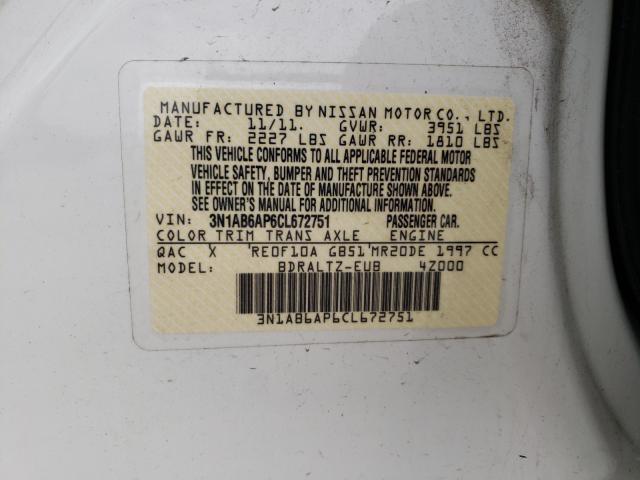 MANUFACTURED BY NISSAN MOTOR CO., LTD.
DATE: 11/11. GVWR: 3951 LBS
GAWR FR: 2227 LBS GAWR RR: 1810 LBS
THIS VEHICLE CONFORMS TO ALL APPLICABLE FEDERAL MOTOR
VEHICLE SAFETY, BUMPER AND THEFT PREVENTION STANDARDS
IN EFFECT ON THE DATE OF MANUFACTURE SHOWN ABOVE.
SEE OWNER'S MANUAL FOR ADDITIONAL INFORMATION.
VIN: 3N1AB6AP6CL672751 PASSENGER CAR.
COLOR TRIM TRANS AXLE ENGINE
QAC X 'RE0F10A GB51'MR20DE 1997 CC
MODEL: BDRALTZ-EUB 4Z000
3N1AB6AP6CL672751